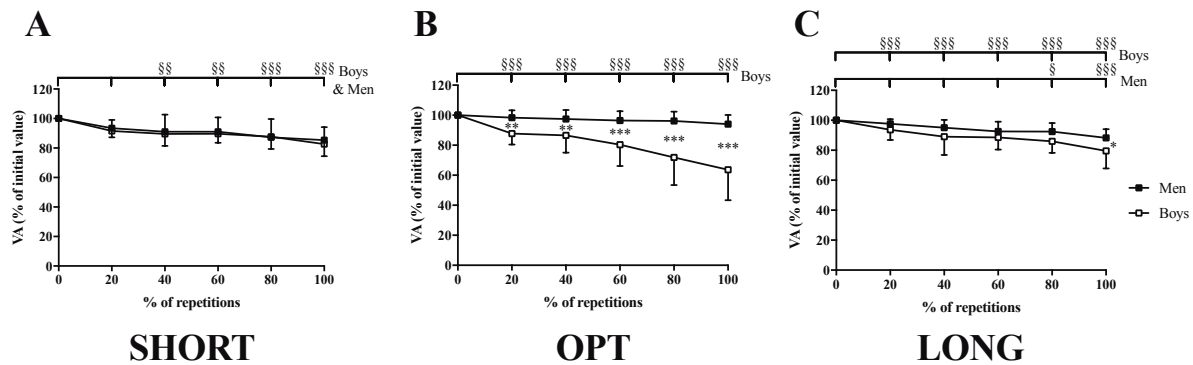 A
§§ §§ §§§ §§§ Boys
& Men
120
100
80
60
40
20
0
VA (% of initial value)
0 20 40 60 80 100
% of repetitions
SHORT
B
§§§ §§§ §§§ §§§ §§§ Boys
120
100
80
60
40
20
0
VA (% of initial value)
** ** *** *** ***
0 20 40 60 80 100
% of repetitions
OPT
C
§§§ §§§ §§§ §§§ §§§ Boys
§ §§§ Men
120
100
80
60
40
20
0
VA (% of initial value)
*
0 20 40 60 80 100
% of repetitions
LONG
Men
Boys